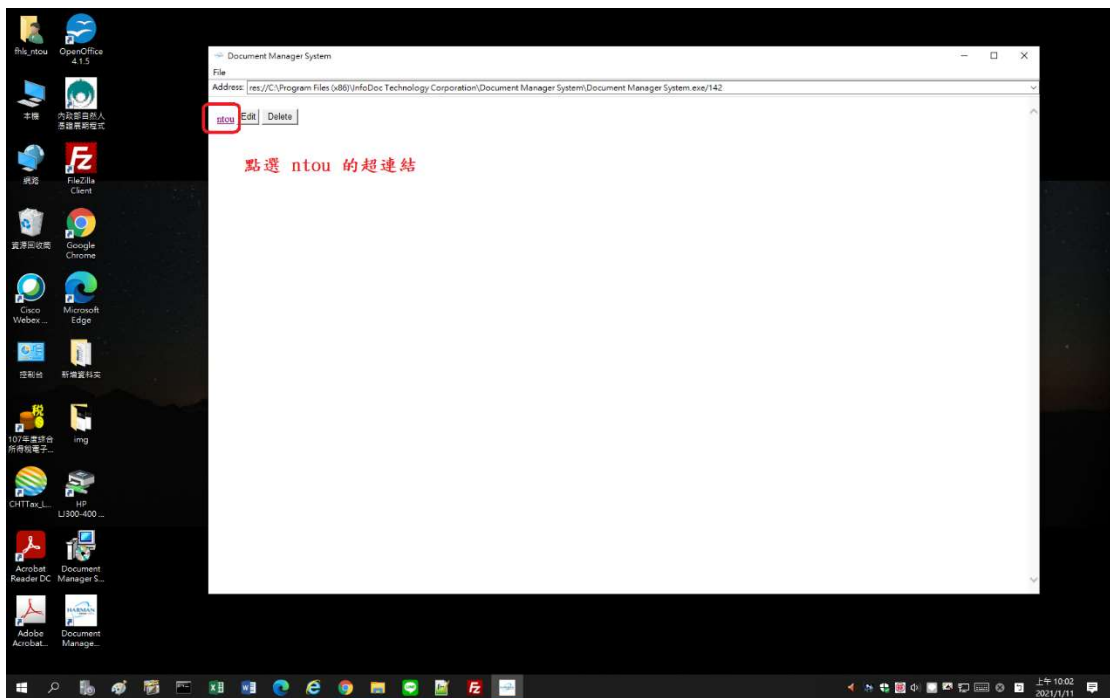 fhls_ntou
OpenOffice
4.1.5
本機
內政部自然人
憑證展期程式
網路
FileZilla
Client
資源回收筒
Google
Chrome
Cisco
Webex ...
Microsoft
Edge
控制台
新增資料夾
107年度綜合
所得稅電子...
img
CHTTax_L...
HP
LJ300-400 ...
Acrobat
Reader DC
Document
Manager S...
Adobe
Acrobat...
Document
Manage...
Document Manager System
File
Address: res://C:\Program Files (x86)\InfoDoc Technology Corporation\Document Manager System\Document Manager System.exe/142
ntou Edit Delete
點選 ntou 的超連結
上午 10:02
2021/1/11